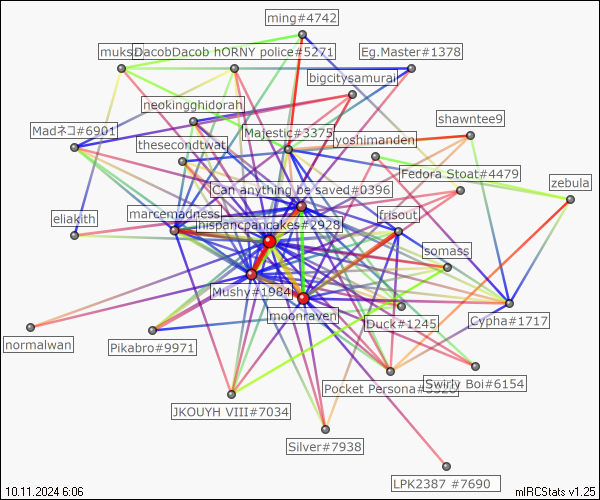 ming#4742
muksi
DacobDacob hORNY police#5271
Eg.Master#1378
bigcitysamurai
neokingghidorah
shawntee9
Madネコ#6901
Majestic#3375
yoshimanden
thesecondtwat
Fedora Stoat#4479
Can anything be saved#0396
zebula
marcemadness
frisout
eliakith
hispancpancakes#2928
somass
Mushy#1984
moonraven
Duck#1245
Cypha#1717
normalwan
Pikabro#9971
Pocket Persona#
Swirly Boi#6154
JKOUYH VIII#7034
Silver#7938
LPK2387 #7690
10.11.2024 6:06
mIRCStats v1.25